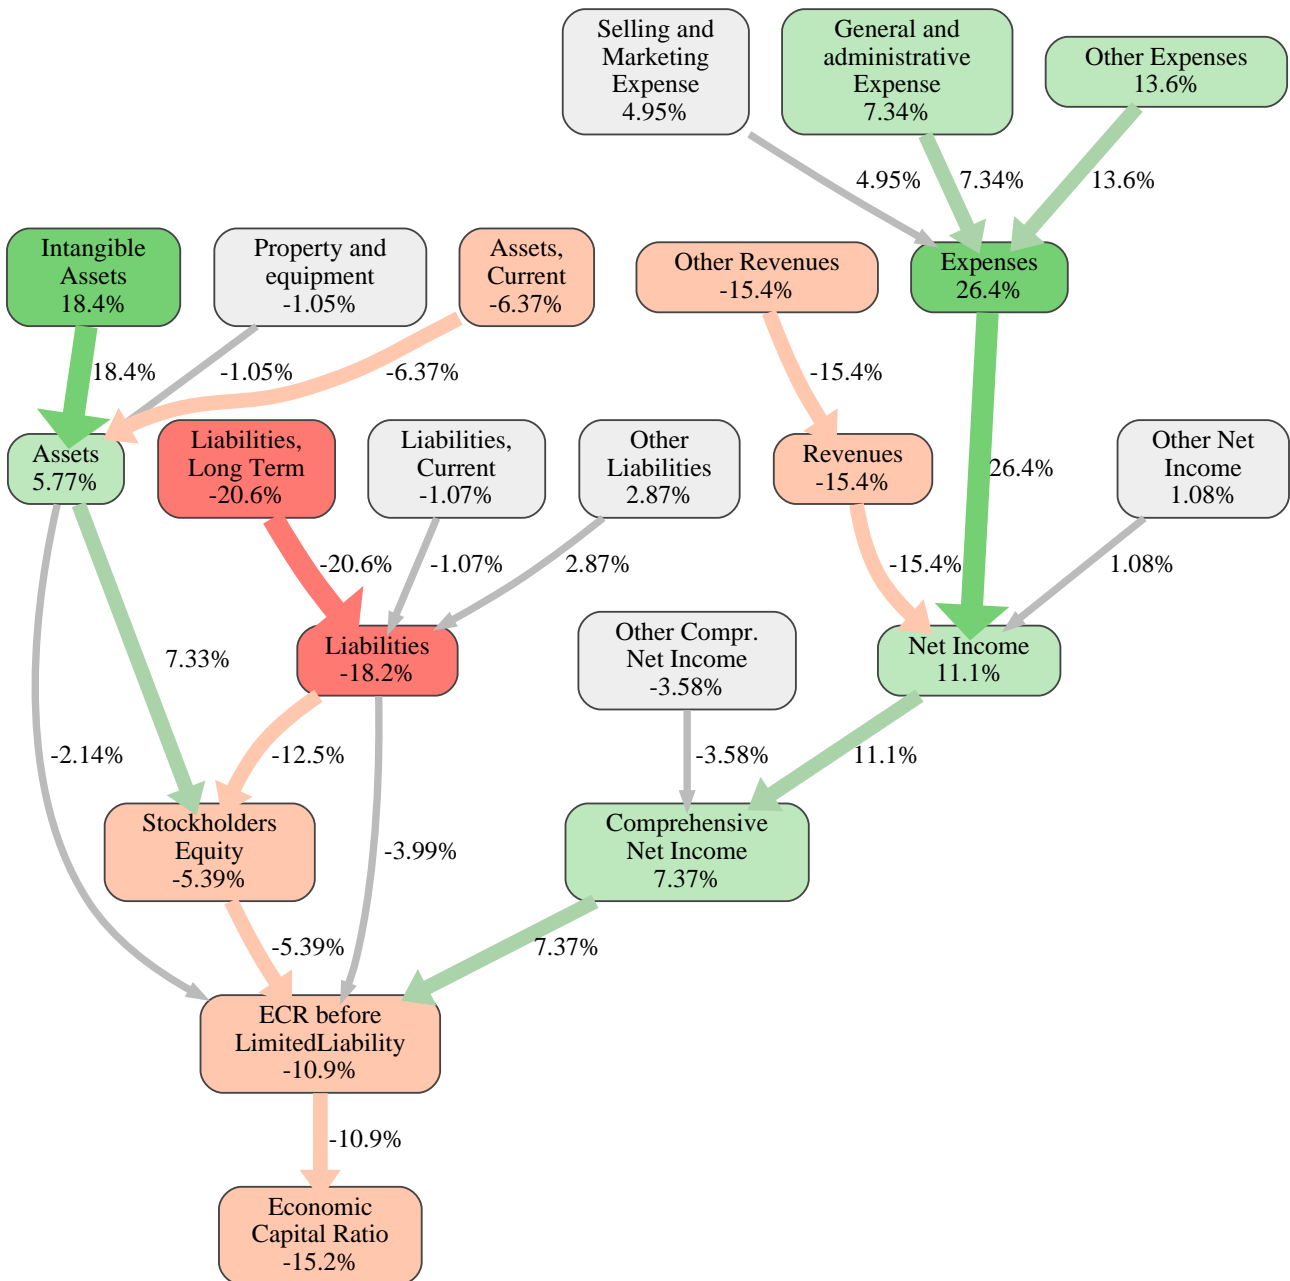 Selling and
Marketing
Expense
4.95%
General and
administrative
Expense
7.34%
Other Expenses
13.6%
4.95%
7.34%
13.6%
Intangible
Assets
18.4%
Property and
equipment
-1.05%
Assets,
Current
-6.37%
Other Revenues
-15.4%
Expenses
26.4%
18.4%
-1.05%
-6.37%
-15.4%
26.4%
Assets
5.77%
Liabilities,
Long Term
-20.6%
Liabilities,
Current
-1.07%
Other
Liabilities
2.87%
Revenues
-15.4%
Other Net
Income
1.08%
-20.6%
-1.07%
2.87%
-15.4%
1.08%
7.33%
Liabilities
-18.2%
Other Compr.
Net Income
-3.58%
Net Income
11.1%
-2.14%
-12.5%
-3.58%
11.1%
Stockholders
Equity
-5.39%
-3.99%
Comprehensive
Net Income
7.37%
-5.39%
7.37%
ECR before
LimitedLiability
-10.9%
-10.9%
Economic
Capital Ratio
-15.2%